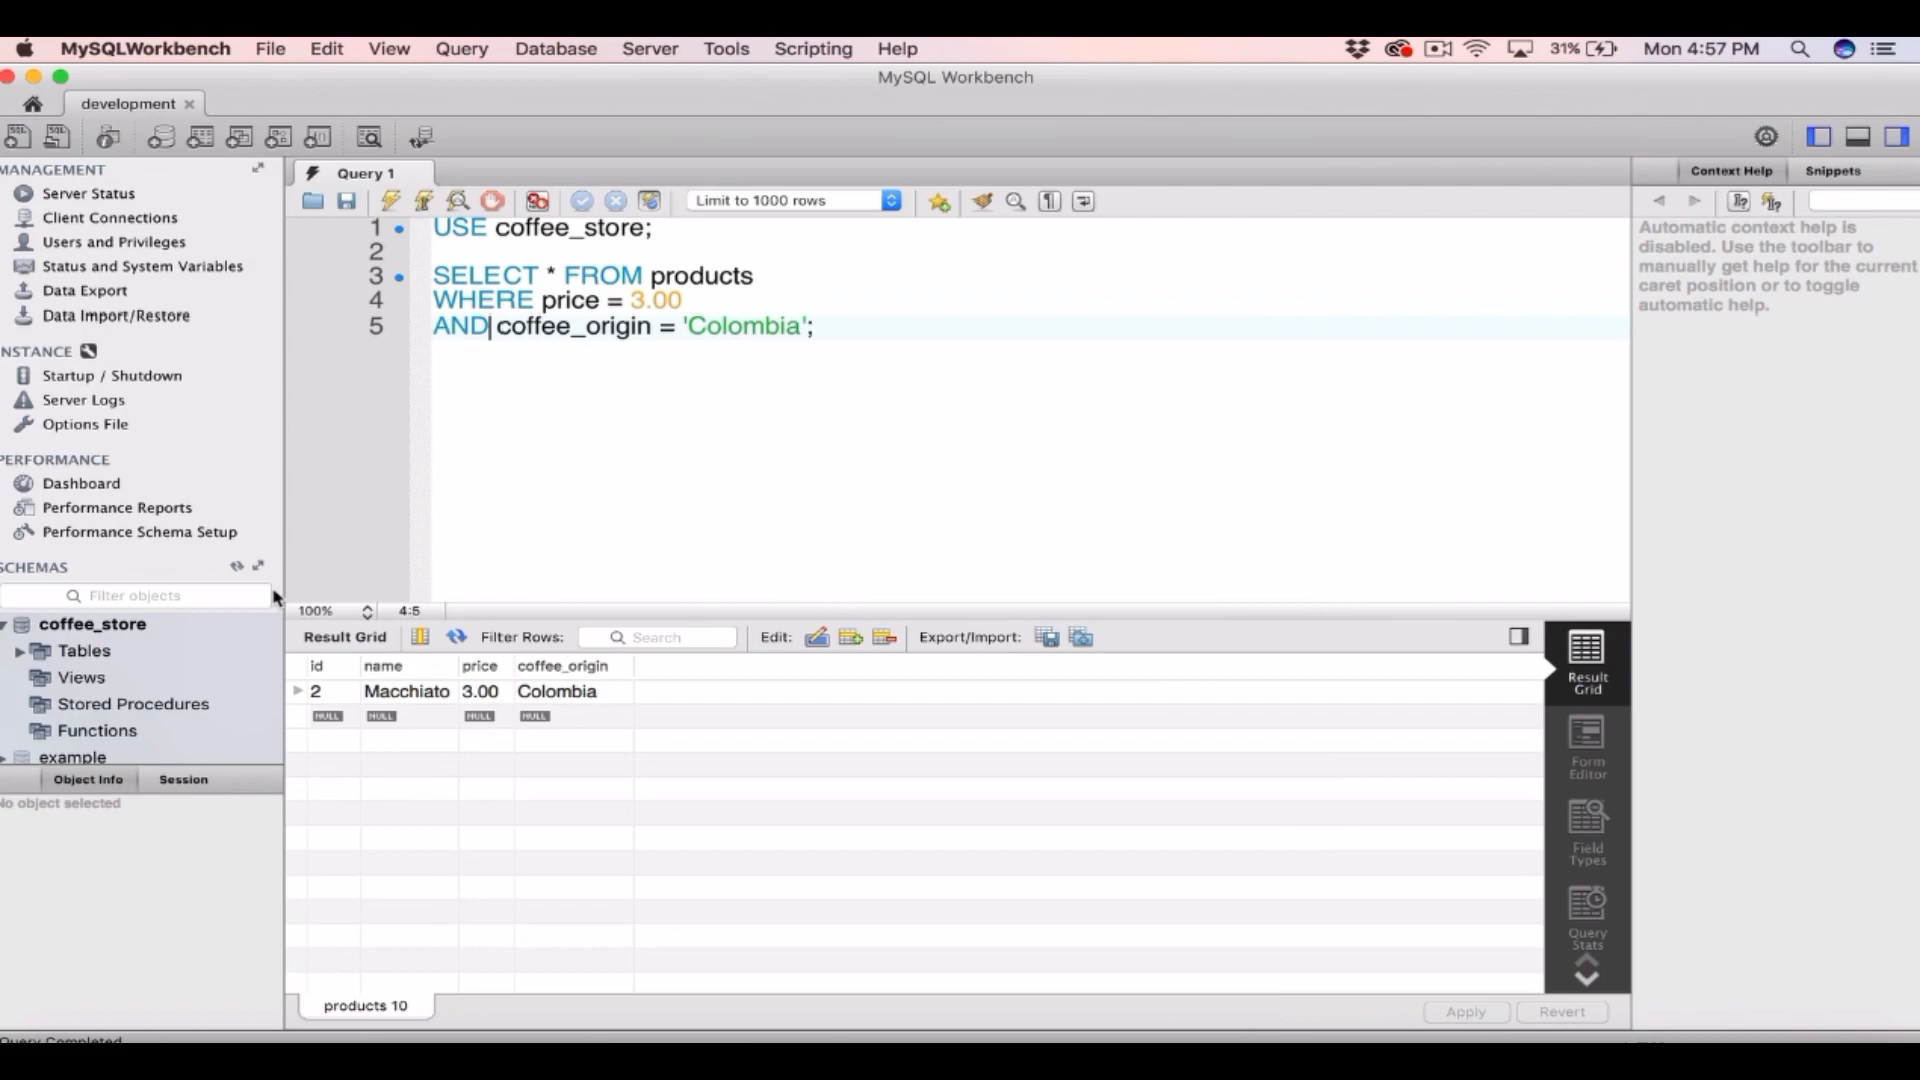 MySQLWorkbench File Edit View Query Database Server Tools Scripting Help 31% Mon 4:57 PM
MySQL Workbench
development
MANAGEMENT
Server Status
Client Connections
Users and Privileges
Status and System Variables
Data Export
Data Import/Restore
NSTANCE
Startup / Shutdown
Server Logs
Options File
PERFORMANCE
Dashboard
Performance Reports
Performance Schema Setup
SCHEMAS
Filter objects
coffee_store
Tables
Views
Stored Procedures
Functions
example
Object Info Session
No object selected
Query 1
Limit to 1000 rows
1 USE coffee_store;
2
3 SELECT * FROM products
4 WHERE price = 3.00
5 AND coffee_origin = 'Colombia';
100% 4:5
Result Grid Filter Rows: Search Edit: Export/Import:
id name price coffee_origin
2 Macchiato 3.00 Colombia
NULL NULL NULL NULL
Result
Grid
Form
Editor
Field
Types
Query
Stats
products 10
Apply Revert
Context Help Snippets
Automatic context help is
disabled. Use the toolbar to
manually get help for the current
caret position or to toggle
automatic help.
Query Completed